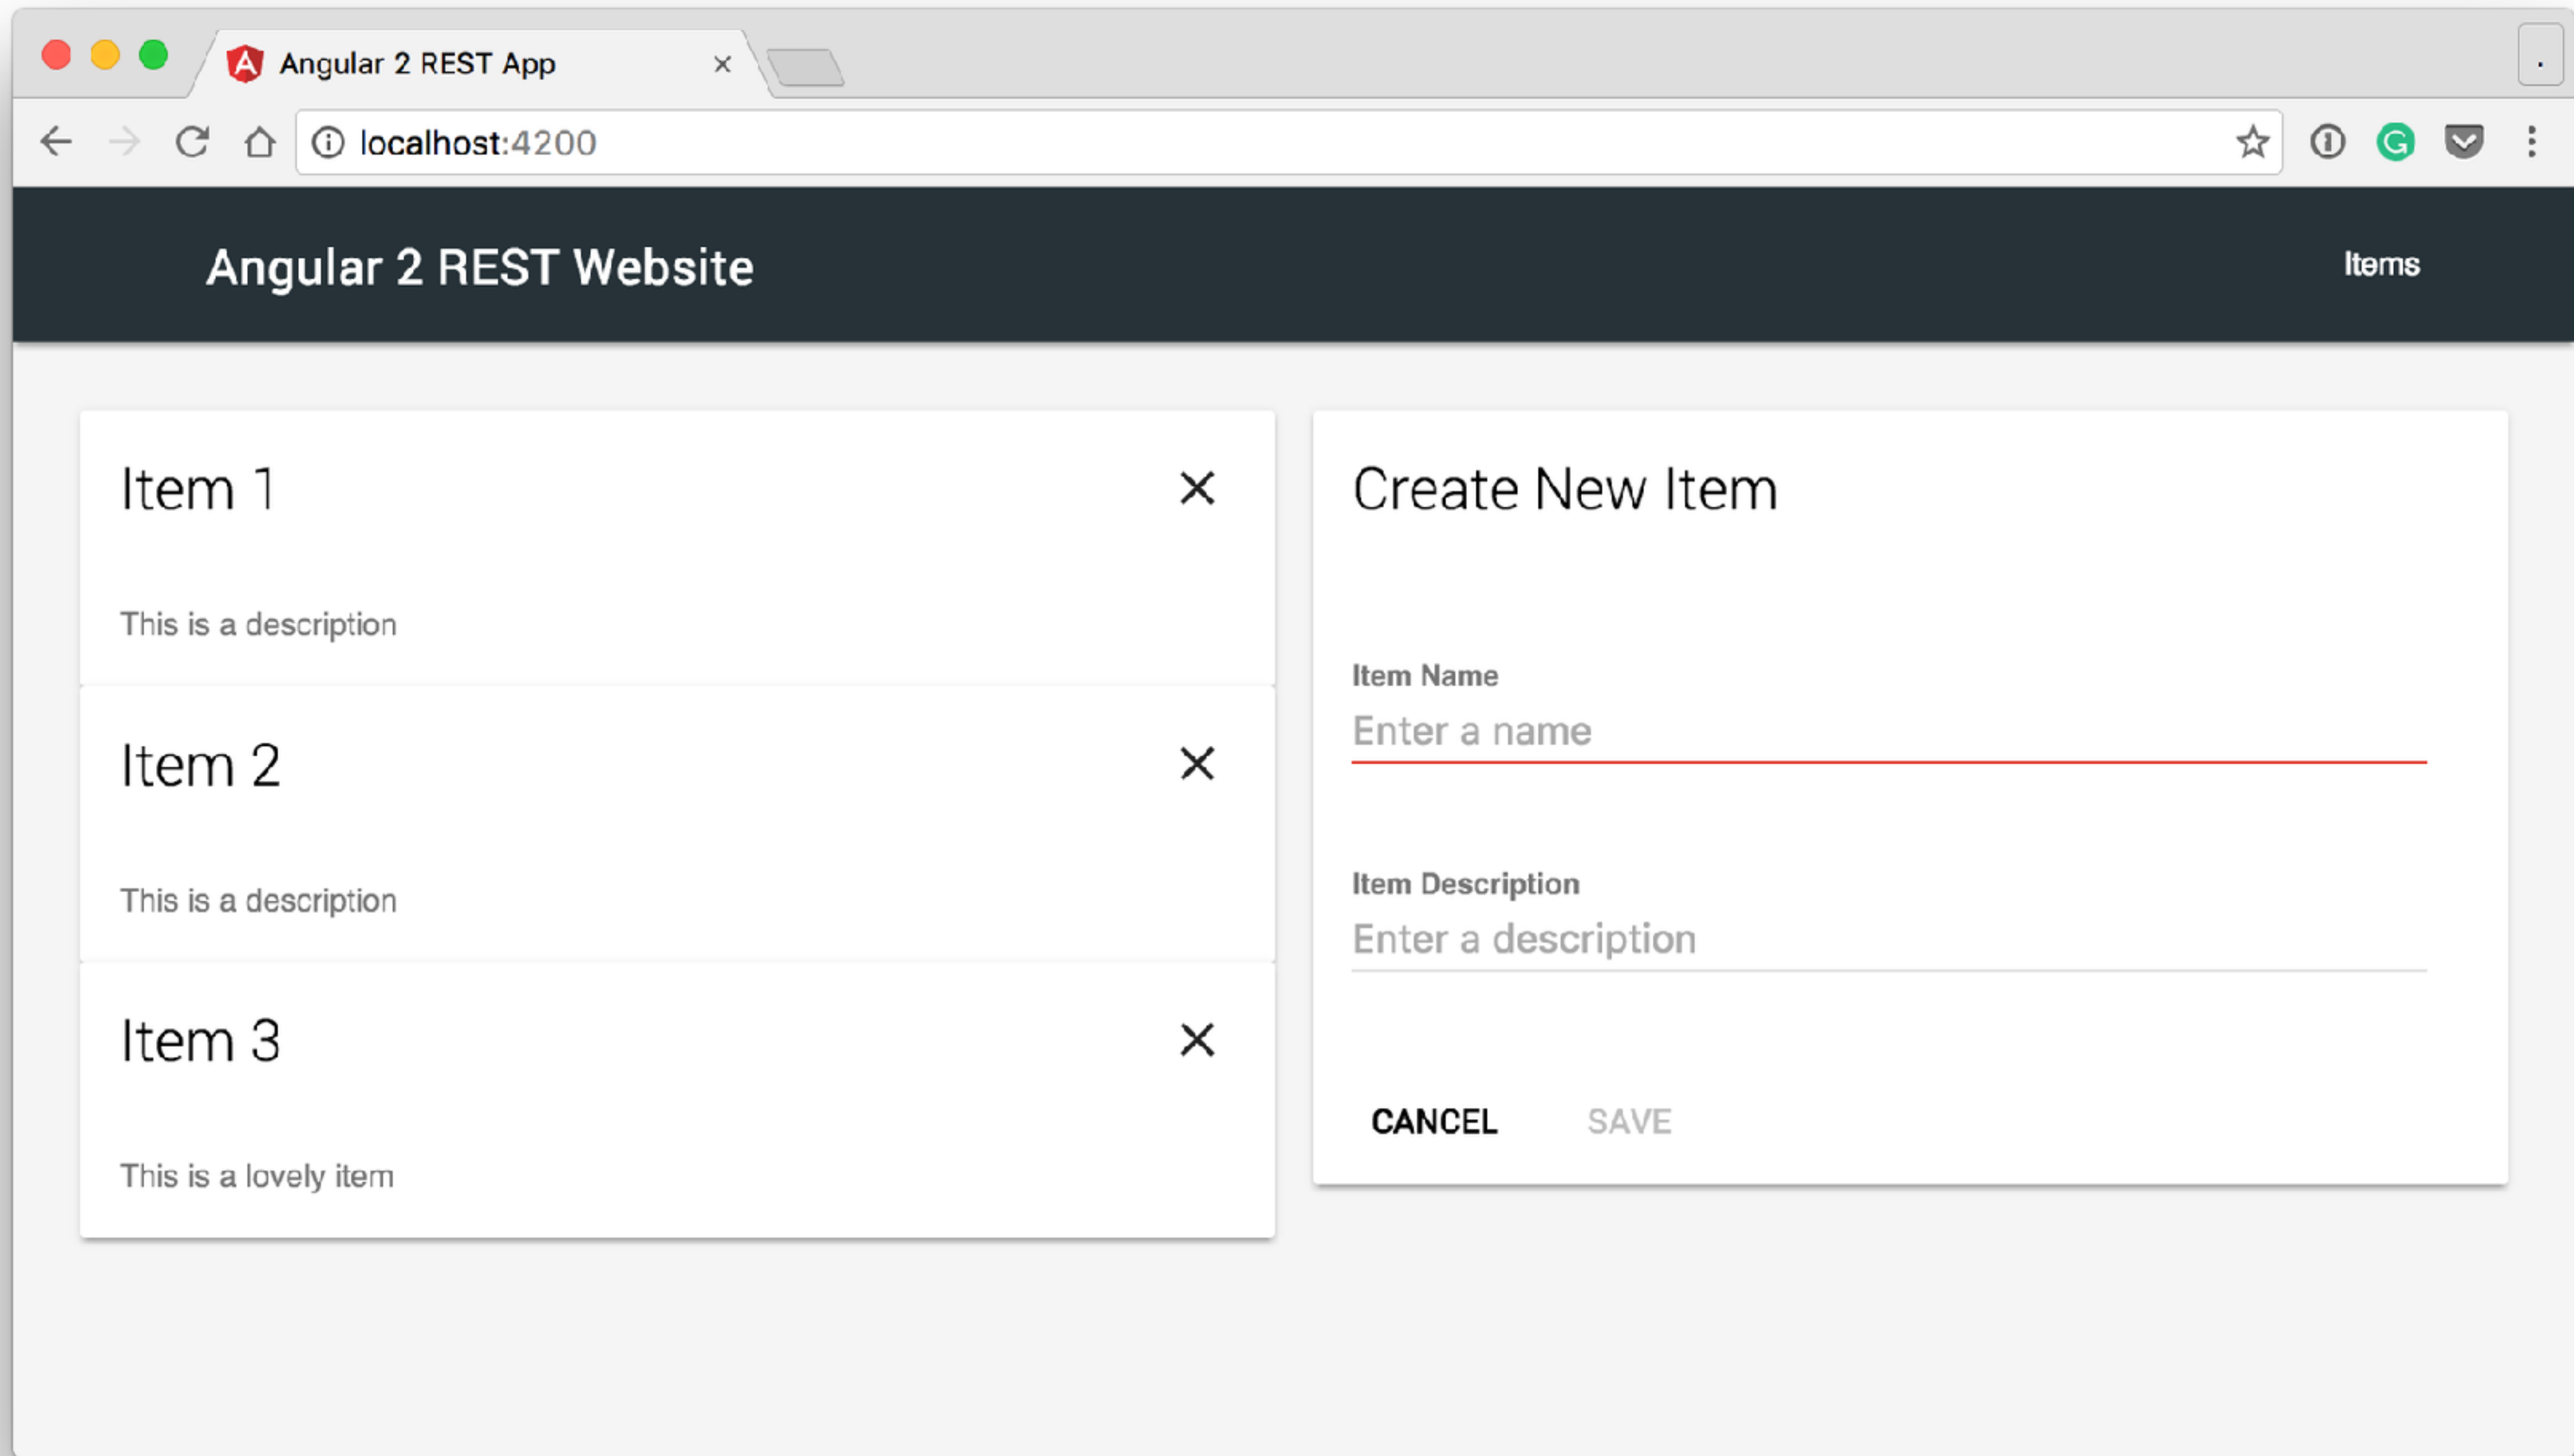 Angular 2 REST App
localhost:4200
Angular 2 REST Website
Items
Item 1
This is a description
Item 2
This is a description
Item 3
This is a lovely item
Create New Item
Item Name
Enter a name
Item Description
Enter a description
CANCEL
SAVE